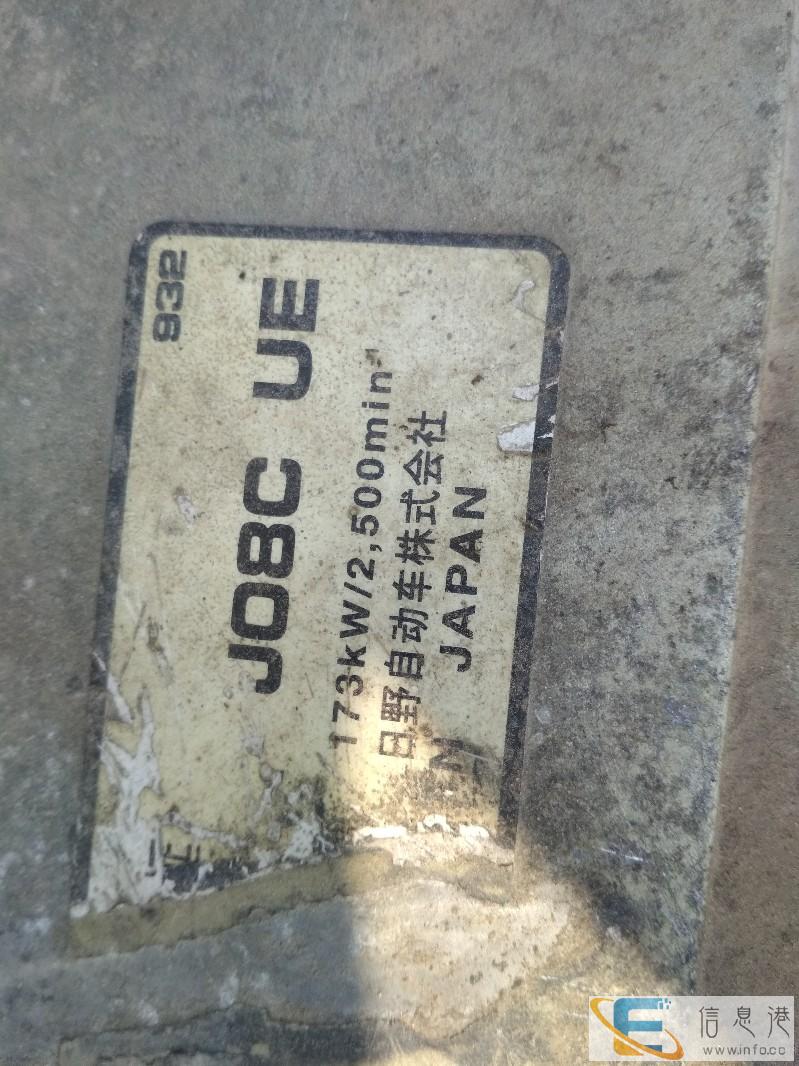 932
J08C UE
173kW/2,500min-1
日野自动车株式会社
JAPAN
信息港
www.info.cc